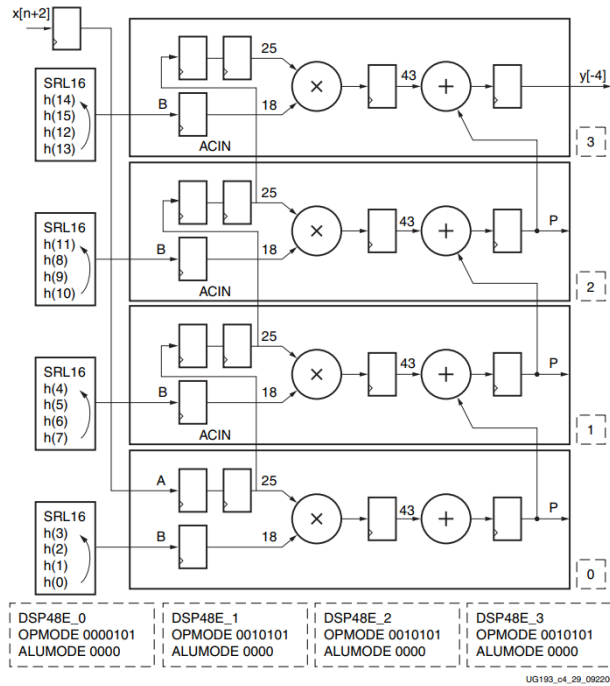 x[n+2]
SRL16
h(14)
h(15)
h(12)
h(13)
B
25
18
43
ACIN
y[-4]
3
SRL16
h(11)
h(8)
h(9)
h(10)
B
25
18
43
ACIN
P
2
SRL16
h(4)
h(5)
h(6)
h(7)
B
25
18
43
ACIN
P
1
SRL16
h(3)
h(2)
h(1)
h(0)
A
B
25
18
43
P
0
DSP48E_0
OPMODE 0000101
ALUMODE 0000
DSP48E_1
OPMODE 0010101
ALUMODE 0000
DSP48E_2
OPMODE 0010101
ALUMODE 0000
DSP48E_3
OPMODE 0010101
ALUMODE 0000
UG193_c4_29_09220